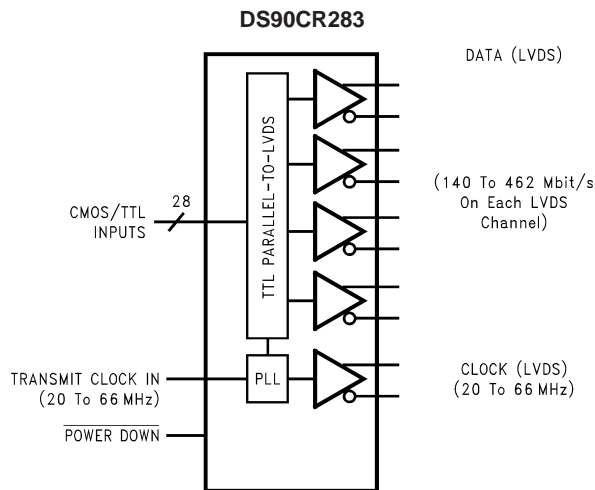 DS90CR283
DATA (LVDS)
TTL PARALLEL-TO-LVDS
28
CMOS/TTL
INPUTS
(140 To 462 Mbit/s
On Each LVDS
Channel)
TRANSMIT CLOCK IN
(20 To 66 MHz)
PLL
CLOCK (LVDS)
(20 To 66 MHz)
POWER DOWN